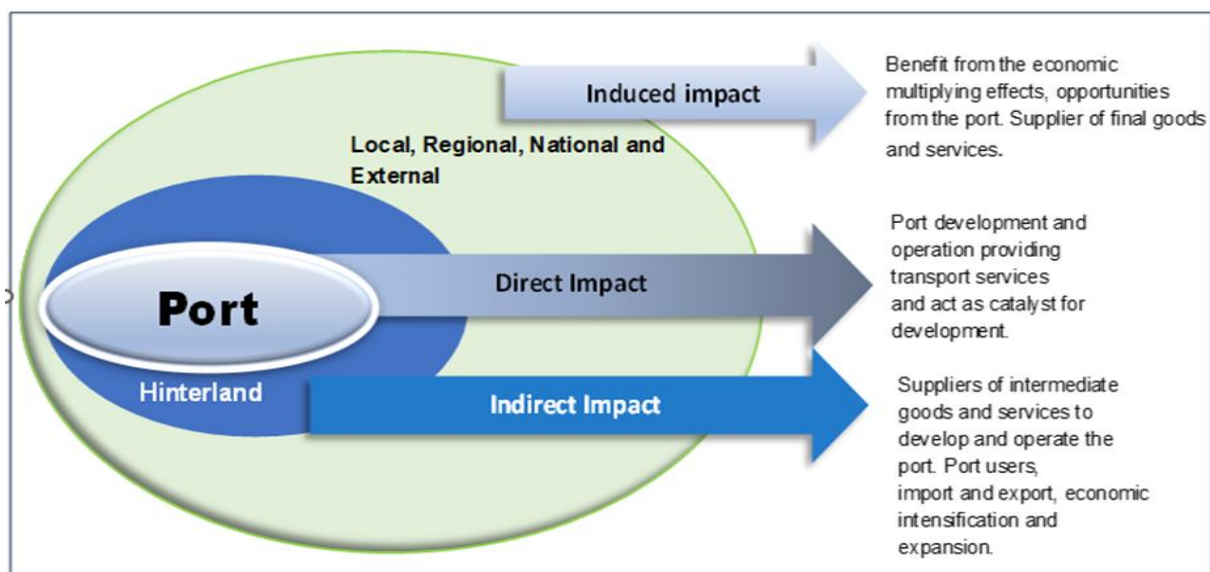 Induced impact
Benefit from the economic
multiplying effects, opportunities
from the port. Supplier of final goods
and services.
Local, Regional, National and
External
Port
Direct Impact
Port development and
operation providing
transport services
and act as catalyst for
development.
Hinterland
Indirect Impact
Suppliers of intermediate
goods and services to
develop and operate the
port. Port users,
import and export, economic
intensification and
expansion.